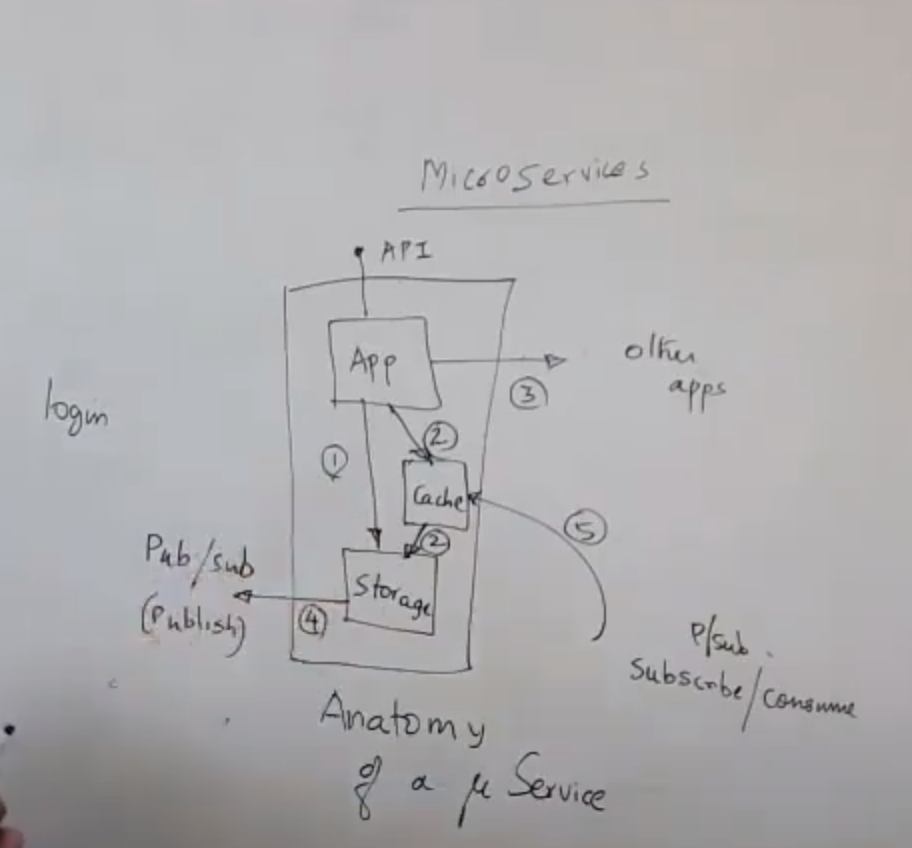 Microservices
API
App
other
apps
③
login
②
①
Cache
⑤
②
Pub/sub
Storage
(Publish)
④
P/sub
Subscribe/consume
Anatomy
of a μ Service